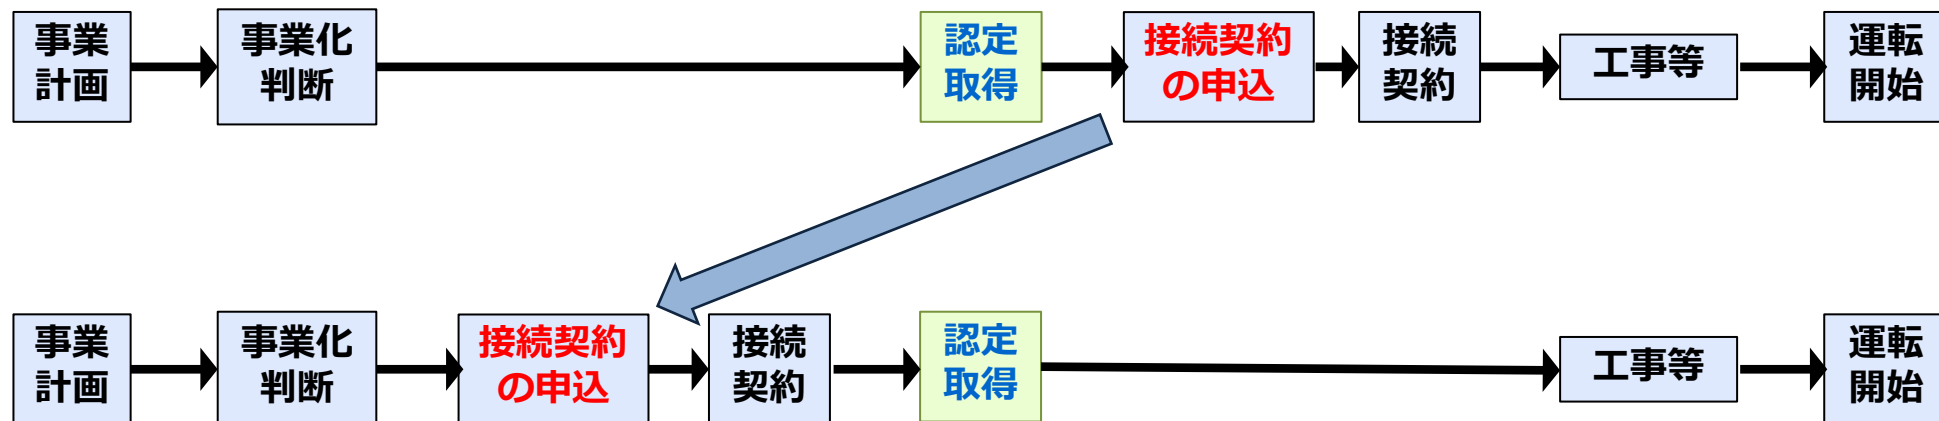 事業
計画
事業化
判断
認定
取得
接続契約
の申込
接続
契約
工事等
運転
開始
事業
計画
事業化
判断
接続契約
の申込
接続
契約
認定
取得
工事等
運転
開始